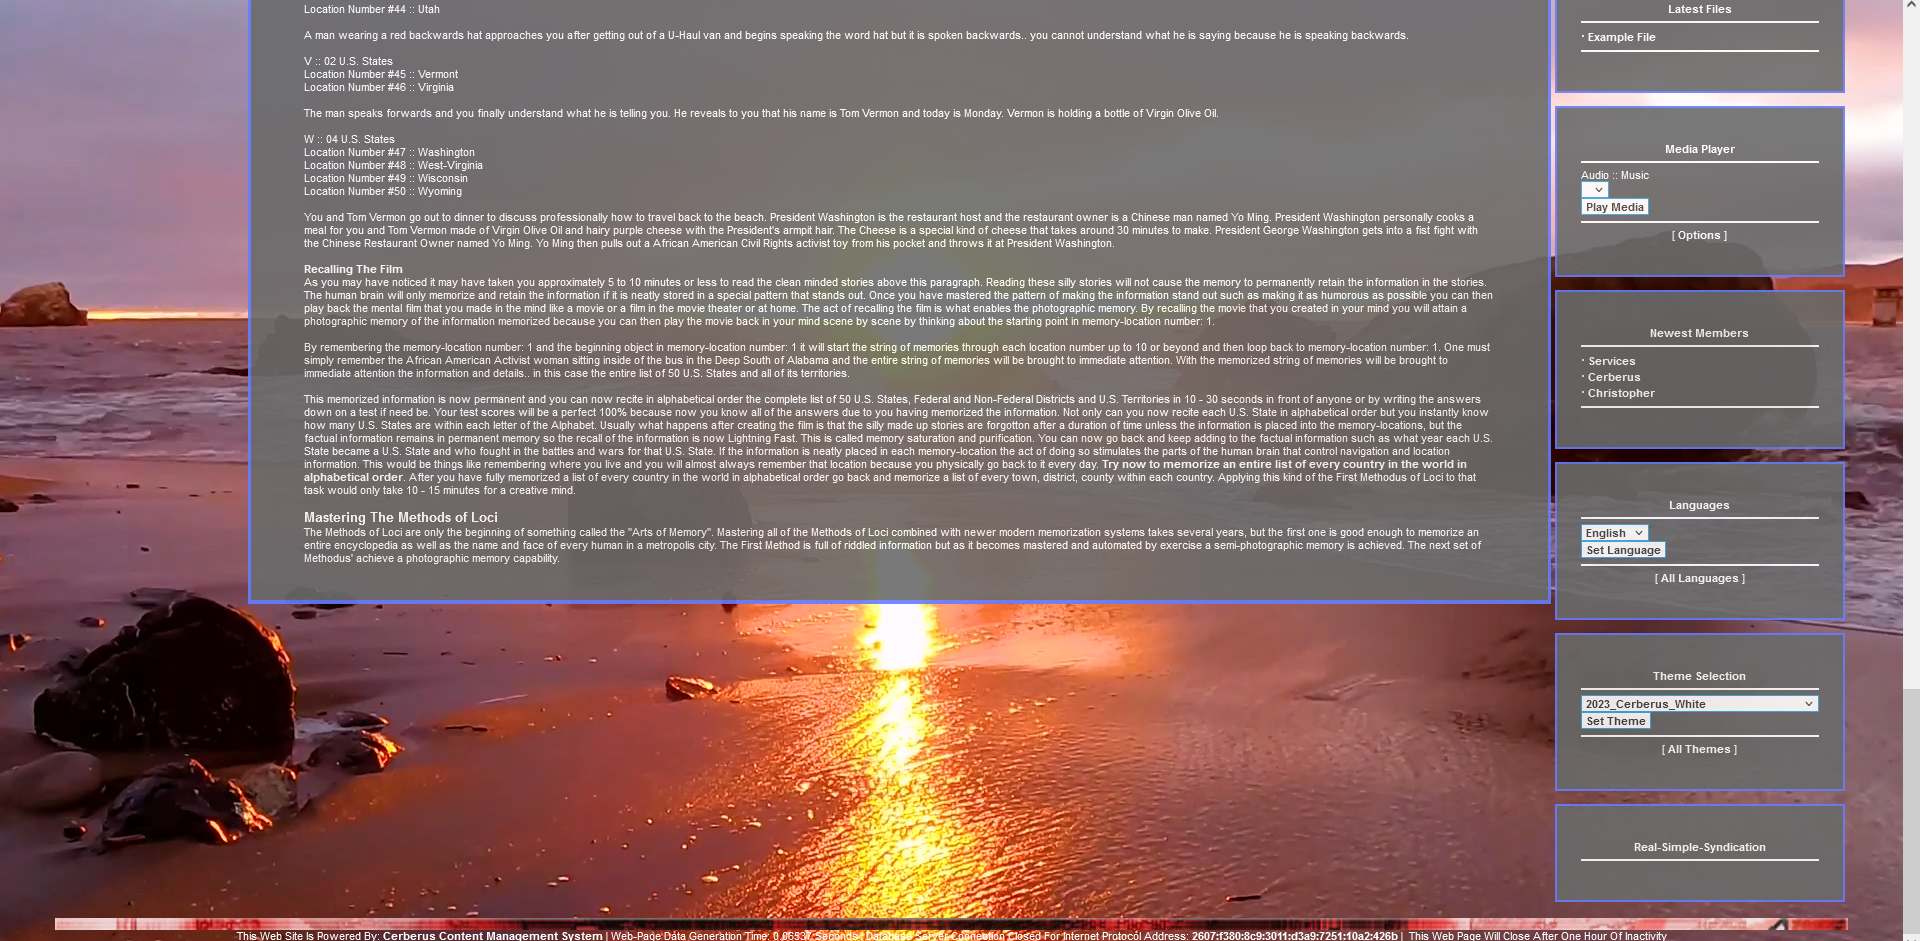 Location Number #44 :: Utah
A man wearing a red backwards hat approaches you after getting out of a U-Haul van and begins speaking the word hat but it is spoken backwards.. you cannot understand what he is saying because he is speaking backwards.
V :: 02 U.S. States
Location Number #45 :: Vermont
Location Number #46 :: Virginia
The man speaks forwards and you finally understand what he is telling you. He reveals to you that his name is Tom Vermon and today is Monday. Vermon is holding a bottle of Virgin Olive Oil.
W :: 04 U.S. States
Location Number #47 :: Washington
Location Number #48 :: West-Virginia
Location Number #49 :: Wisconsin
Location Number #50 :: Wyoming
You and Tom Vermon go out to dinner to discuss professionally how to travel back to the beach. President Washington is the restaurant host and the restaurant owner is a Chinese man named Yo Ming. President Washington personally cooks a
meal for you and Tom Vermon made of Virgin Olive Oil and hairy purple cheese with the President's armpit hair. The Cheese is a special kind of cheese that takes around 30 minutes to make. President George Washington gets into a fist fight with
the Chinese Restaurant Owner named Yo Ming. Yo Ming then pulls out a African American Civil Rights activist toy from his pocket and throws it at President Washington.
Recalling The Film
As you may have noticed it may have taken you approximately 5 to 10 minutes or less to read the clean minded stories above this paragraph. Reading these silly stories will not cause the memory to permanently retain the information in the stories.
The human brain will only memorize and retain the information if it is neatly stored in a special pattern that stands out. Once you have mastered the pattern of making the information stand out such as making it as humorous as possible you can then
play back the mental film that you made in the mind like a movie or a film in the movie theater or at home. The act of recalling the film is what enables the photographic memory. By recalling the movie that you created in your mind you will attain a
photographic memory of the information memorized because you can then play the movie back in your mind scene by scene by thinking about the starting point in memory-location number: 1.
By remembering the memory-location number: 1 and the beginning object in memory-location number: 1 it will start the string of memories through each location number up to 10 or beyond and then loop back to memory-location number: 1. One must
simply remember the African American Activist woman sitting inside of the bus in the Deep South of Alabama and the entire string of memories will be brought to immediate attention. With the memorized string of memories will be brought to
immediate attention the information and details.. in this case the entire list of 50 U.S. States and all of its territories.
This memorized information is now permanent and you can now recite in alphabetical order the complete list of 50 U.S. States, Federal and Non-Federal Districts and U.S. Territories in 10 - 30 seconds in front of anyone or by writing the answers
down on a test if need be. Your test scores will be a perfect 100% because now you know all of the answers due to you having memorized the information. Not only can you now recite each U.S. State in alphabetical order but you instantly know
how many U.S. States are within each letter of the Alphabet. Usually what happens after creating the film is that the silly made up stories are forgotton after a duration of time unless the information is placed into the memory-locations, but the
factual information remains in permanent memory so the recall of the information is now Lightning Fast. This is called memory saturation and purification. You can now go back and keep adding to the factual information such as what year each U.S.
State became a U.S. State and who fought in the battles and wars for that U.S. State. If the information is neatly placed in each memory-location the act of doing so stimulates the parts of the human brain that control navigation and location
information. This would be things like remembering where you live and you will almost always remember that location because you physically go back to it every day. Try now to memorize an entire list of every country in the world in
alphabetical order. After you have fully memorized a list of every country in the world in alphabetical order go back and memorize a list of every town, district, county within each country. Applying this kind of the First Methodus of Loci to that
task would only take 10 - 15 minutes for a creative mind.
Mastering The Methods of Loci
The Methods of Loci are only the beginning of something called the "Arts of Memory". Mastering all of the Methods of Loci combined with newer modern memorization systems takes several years, but the first one is good enough to memorize an
entire encyclopedia as well as the name and face of every human in a metropolis city. The First Method is full of riddled information but as it becomes mastered and automated by exercise a semi-photographic memory is achieved. The next set of
Methodus' achieve a photographic memory capability.
Latest Files
· Example File
Media Player
Audio :: Music
Play Media
[ Options ]
Newest Members
· Services
· Cerberus
· Christopher
Languages
English
Set Language
[ All Languages ]
Theme Selection
2023_Cerberus_White
Set Theme
[ All Themes ]
Real-Simple-Syndication
This Web Site Is Powered By: Cerberus Content Management System | Web-Page Data Generation Time: 0.06537 Seconds | Database Server Connection Closed For Internet Protocol Address: 2607:f380:8c9:3011:d3a9:7251:10a2:426b | This Web Page Will Close After One Hour Of Inactivity